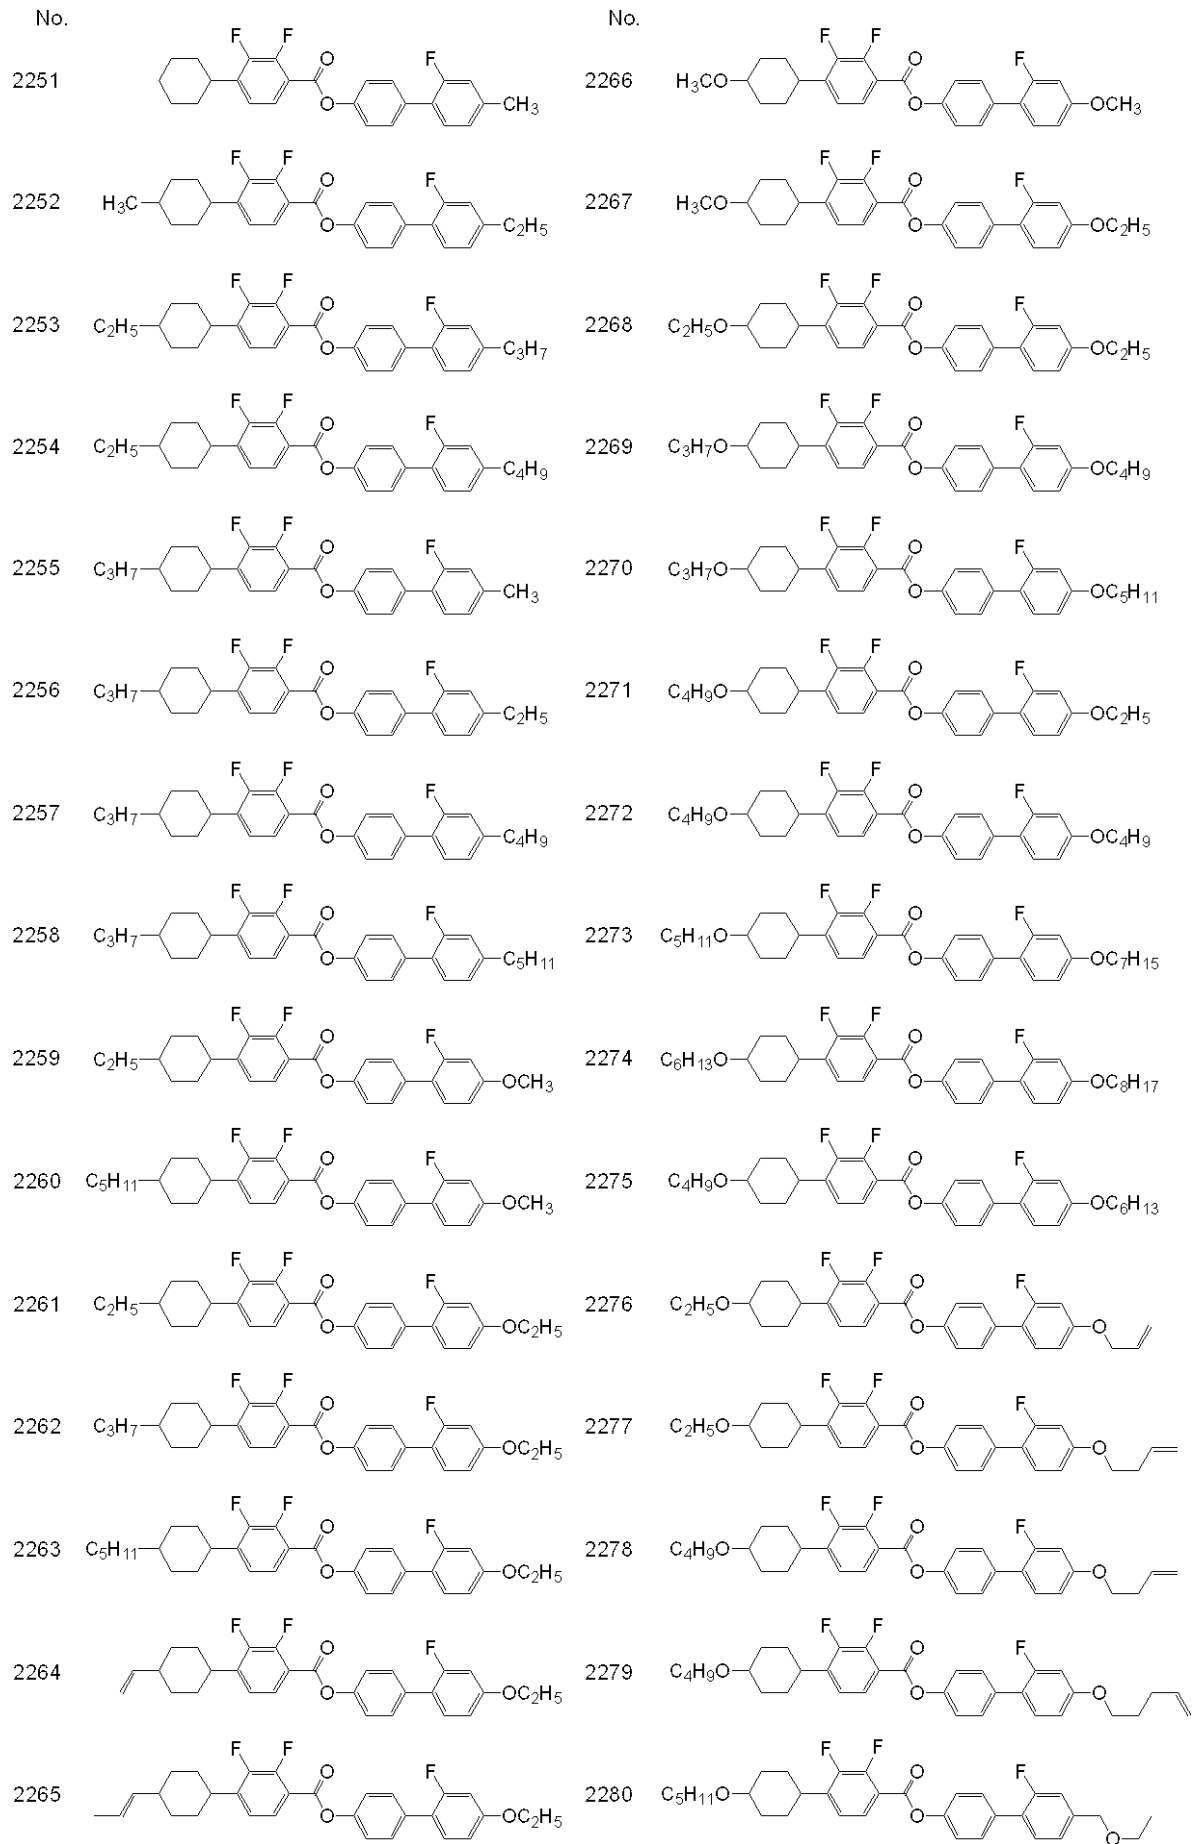 No.
F F
O F
2251
O CH3
F F
O F
2252 H3C
O C2H5
F F
O F
2253 C2H5
O C3H7
F F
O F
2254 C2H5
O C4H9
F F
O F
2255 C3H7
O CH3
F F
O F
2256 C3H7
O C2H5
F F
O F
2257 C3H7
O C4H9
F F
O F
2258 C3H7
O C5H11
F F
O F
2259 C2H5
O OCH3
F F
O F
2260 C5H11
O OCH3
F F
O F
2261 C2H5
O OC2H5
F F
O F
2262 C3H7
O OC2H5
F F
O F
2263 C5H11
O OC2H5
F F
O F
2264
O OC2H5
F F
O F
2265
O OC2H5
No.
F F
O F
2266 H3CO
O OCH3
F F
O F
2267 H3CO
O OC2H5
F F
O F
2268 C2H5O
O OC2H5
F F
O F
2269 C3H7O
O OC4H9
F F
O F
2270 C3H7O
O OC5H11
F F
O F
2271 C4H9O
O OC2H5
F F
O F
2272 C4H9O
O OC4H9
F F
O F
2273 C5H11O
O OC7H15
F F
O F
2274 C6H13O
O OC8H17
F F
O F
2275 C4H9O
O OC6H13
F F
O F
2276 C2H5O
O O
F F
O F
2277 C2H5O
O O
F F
O F
2278 C4H9O
O O
F F
O F
2279 C4H9O
O O
F F
O F
2280 C5H11O
O
O